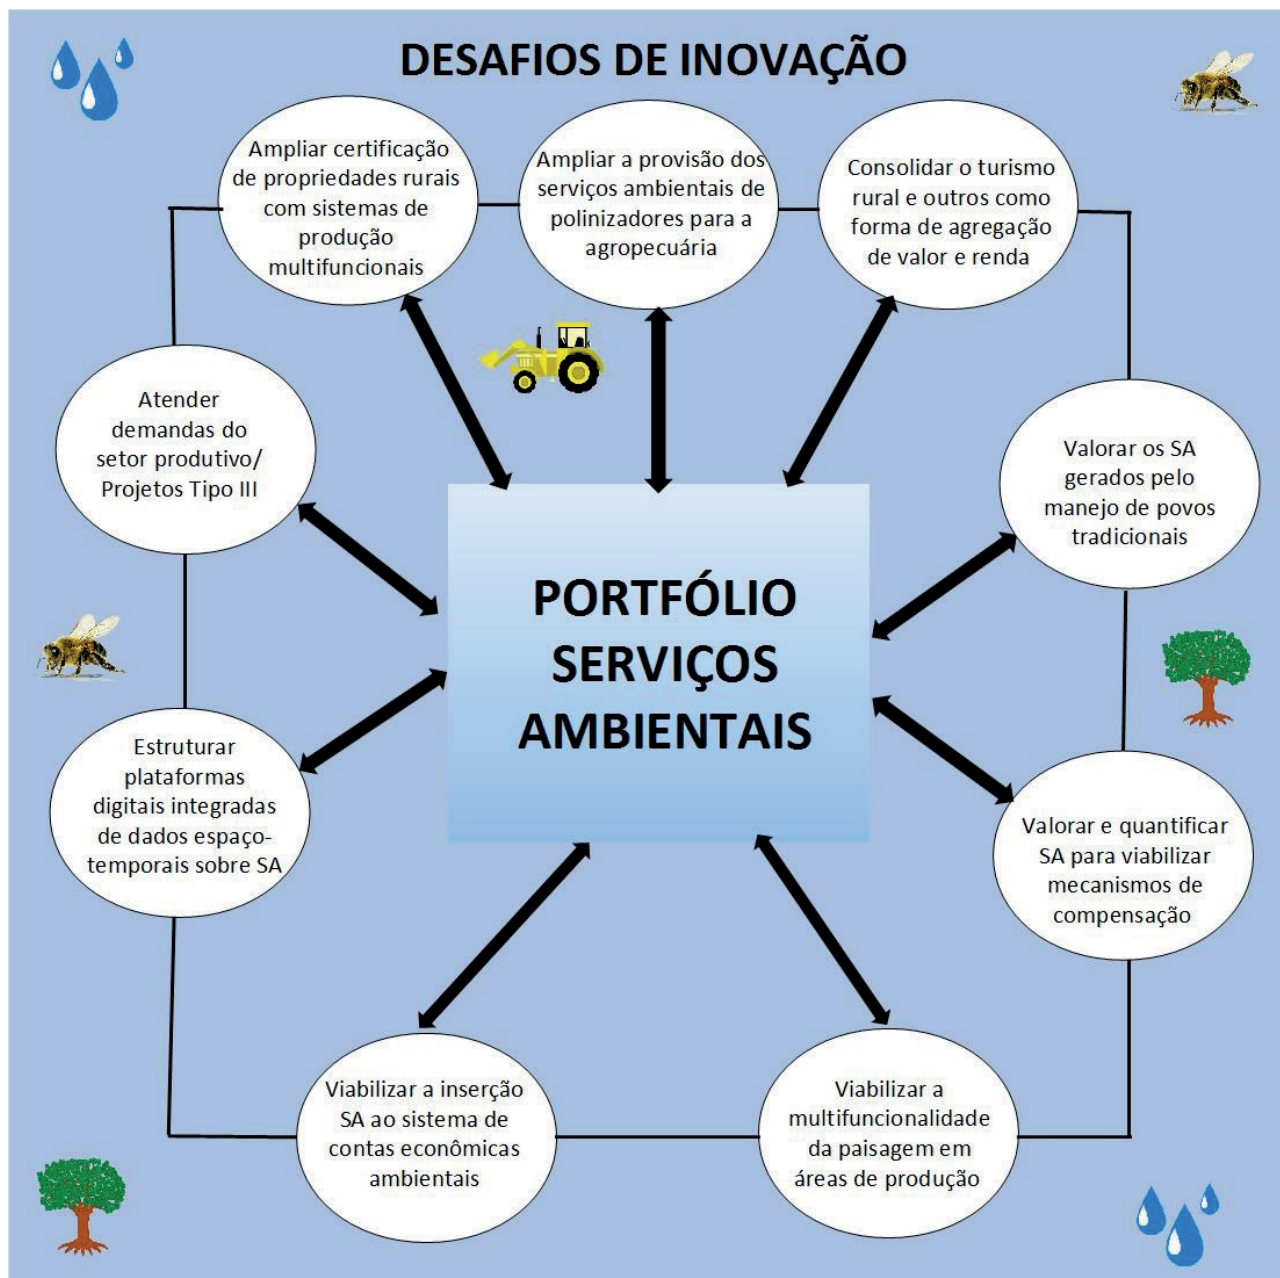 DESAFIOS DE INOVAÇÃO
Ampliar certificação
de propriedades rurais
com sistemas de
produção
multifuncionais
Ampliar a provisão dos
serviços ambientais de
polinizadores para a
agropecuária
Consolidar o turismo
rural e outros como
forma de agregação
de valor e renda
Atender
demandas do
setor produtivo/
Projetos Tipo III
Valorar os SA
gerados pelo
manejo de povos
tradicionais
PORTFÓLIO
SERVIÇOS
AMBIENTAIS
Estruturar
plataformas
digitais integradas
de dados espaço-
temporais sobre SA
Valorar e quantificar
SA para viabilizar
mecanismos de
compensação
Viabilizar a inserção
SA ao sistema de
contas econômicas
ambientais
Viabilizar a
multifuncionalidade
da paisagem em
áreas de produção